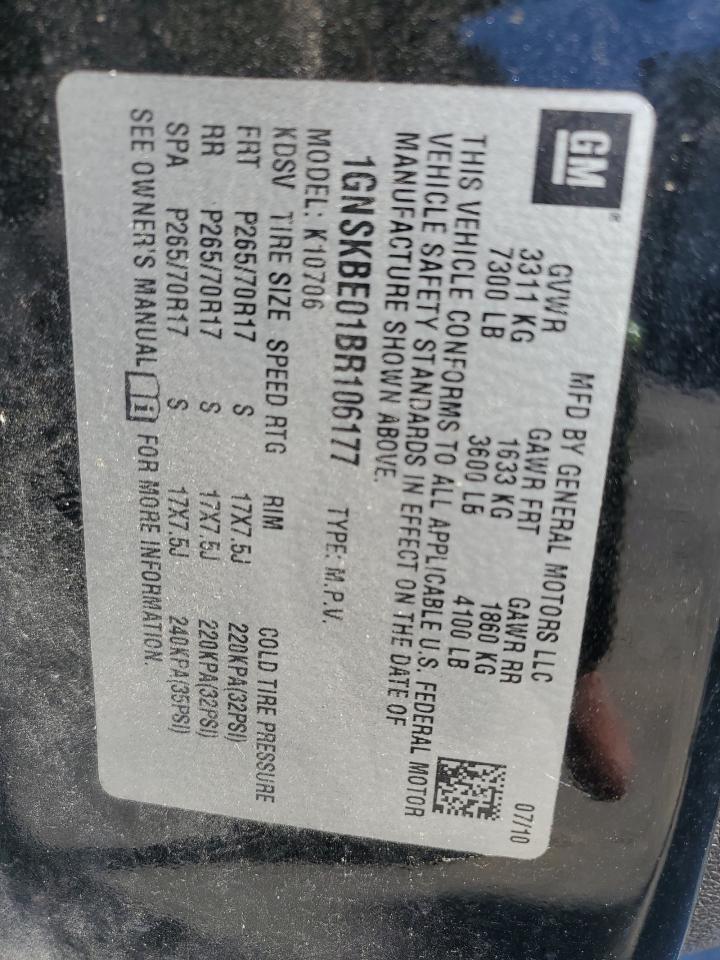 GM®
MFD BY GENERAL MOTORS LLC 07/10
GVWR GAWR FRT GAWR RR
3311 KG 1633 KG 1860 KG
7300 LB 3600 LB 4100 LB
THIS VEHICLE CONFORMS TO ALL APPLICABLE U.S. FEDERAL MOTOR
VEHICLE SAFETY STANDARDS IN EFFECT ON THE DATE OF
MANUFACTURE SHOWN ABOVE.
1GNSKBE01BR106177 TYPE: M.P.V.
MODEL: K10706
KDSV TIRE SIZE SPEED RTG RIM COLD TIRE PRESSURE
FRT P265/70R17 S 17X7.5J 220KPA(32PSI)
RR P265/70R17 S 17X7.5J 220KPA(32PSI)
SPA P265/70R17 S 17X7.5J 240KPA(35PSI)
SEE OWNER'S MANUAL i FOR MORE INFORMATION.